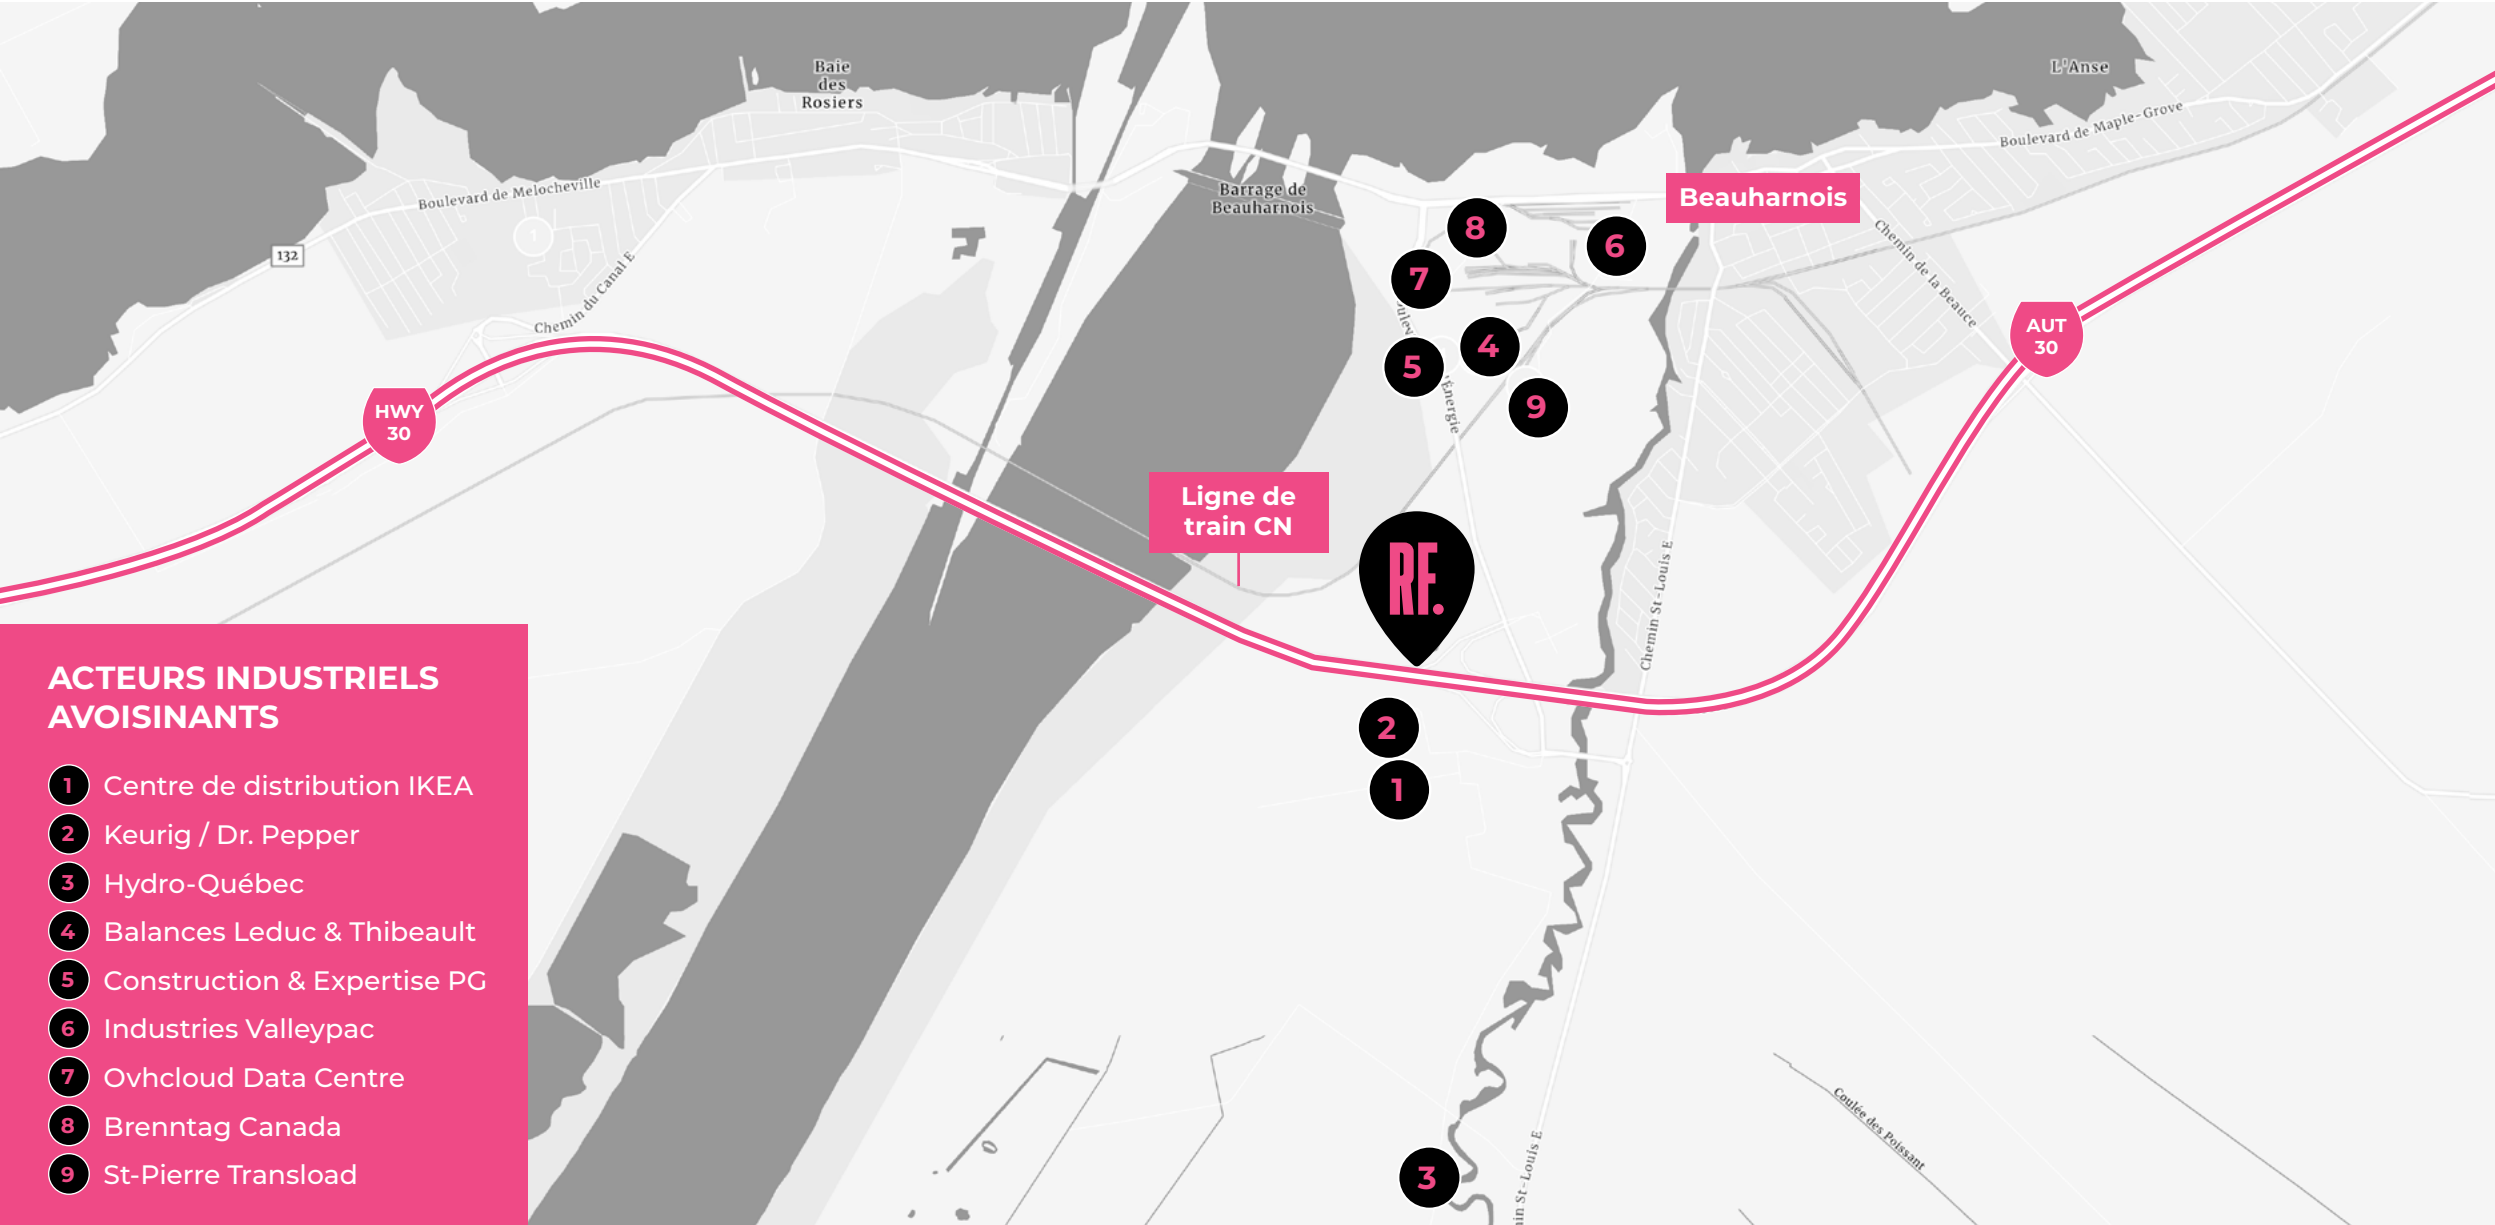 Baie
des
Rosiers
L'Anse
Boulevard de Maple-Grove
Boulevard de Melocheville
1
Barrage de
Beauharnois
Beauharnois
132
8
6
7
Chemin du Canal E
Chemin de la Beauce
AUT
30
4
5
HWY
30
l'Énergie
9
Ligne de
train CN
RF.
Chemin St-Louis E
2
1
ACTEURS INDUSTRIELS
AVOISINANTS
1 Centre de distribution IKEA
2 Keurig / Dr. Pepper
3 Hydro-Québec
4 Balances Leduc & Thibeault
5 Construction & Expertise PG
6 Industries Valleypac
7 Ovhcloud Data Centre
8 Brenntag Canada
9 St-Pierre Transload
Coulée des Poissant
3
St-Louis E